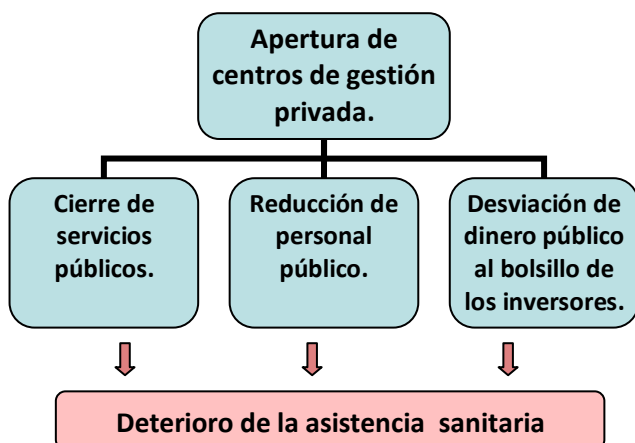 Apertura de
centros de gestión
privada.
Cierre de
servicios
públicos.
Reducción de
personal
público.
Desviación de
dinero público
al bolsillo de
los inversores.
Deterioro de la asistencia  sanitaria